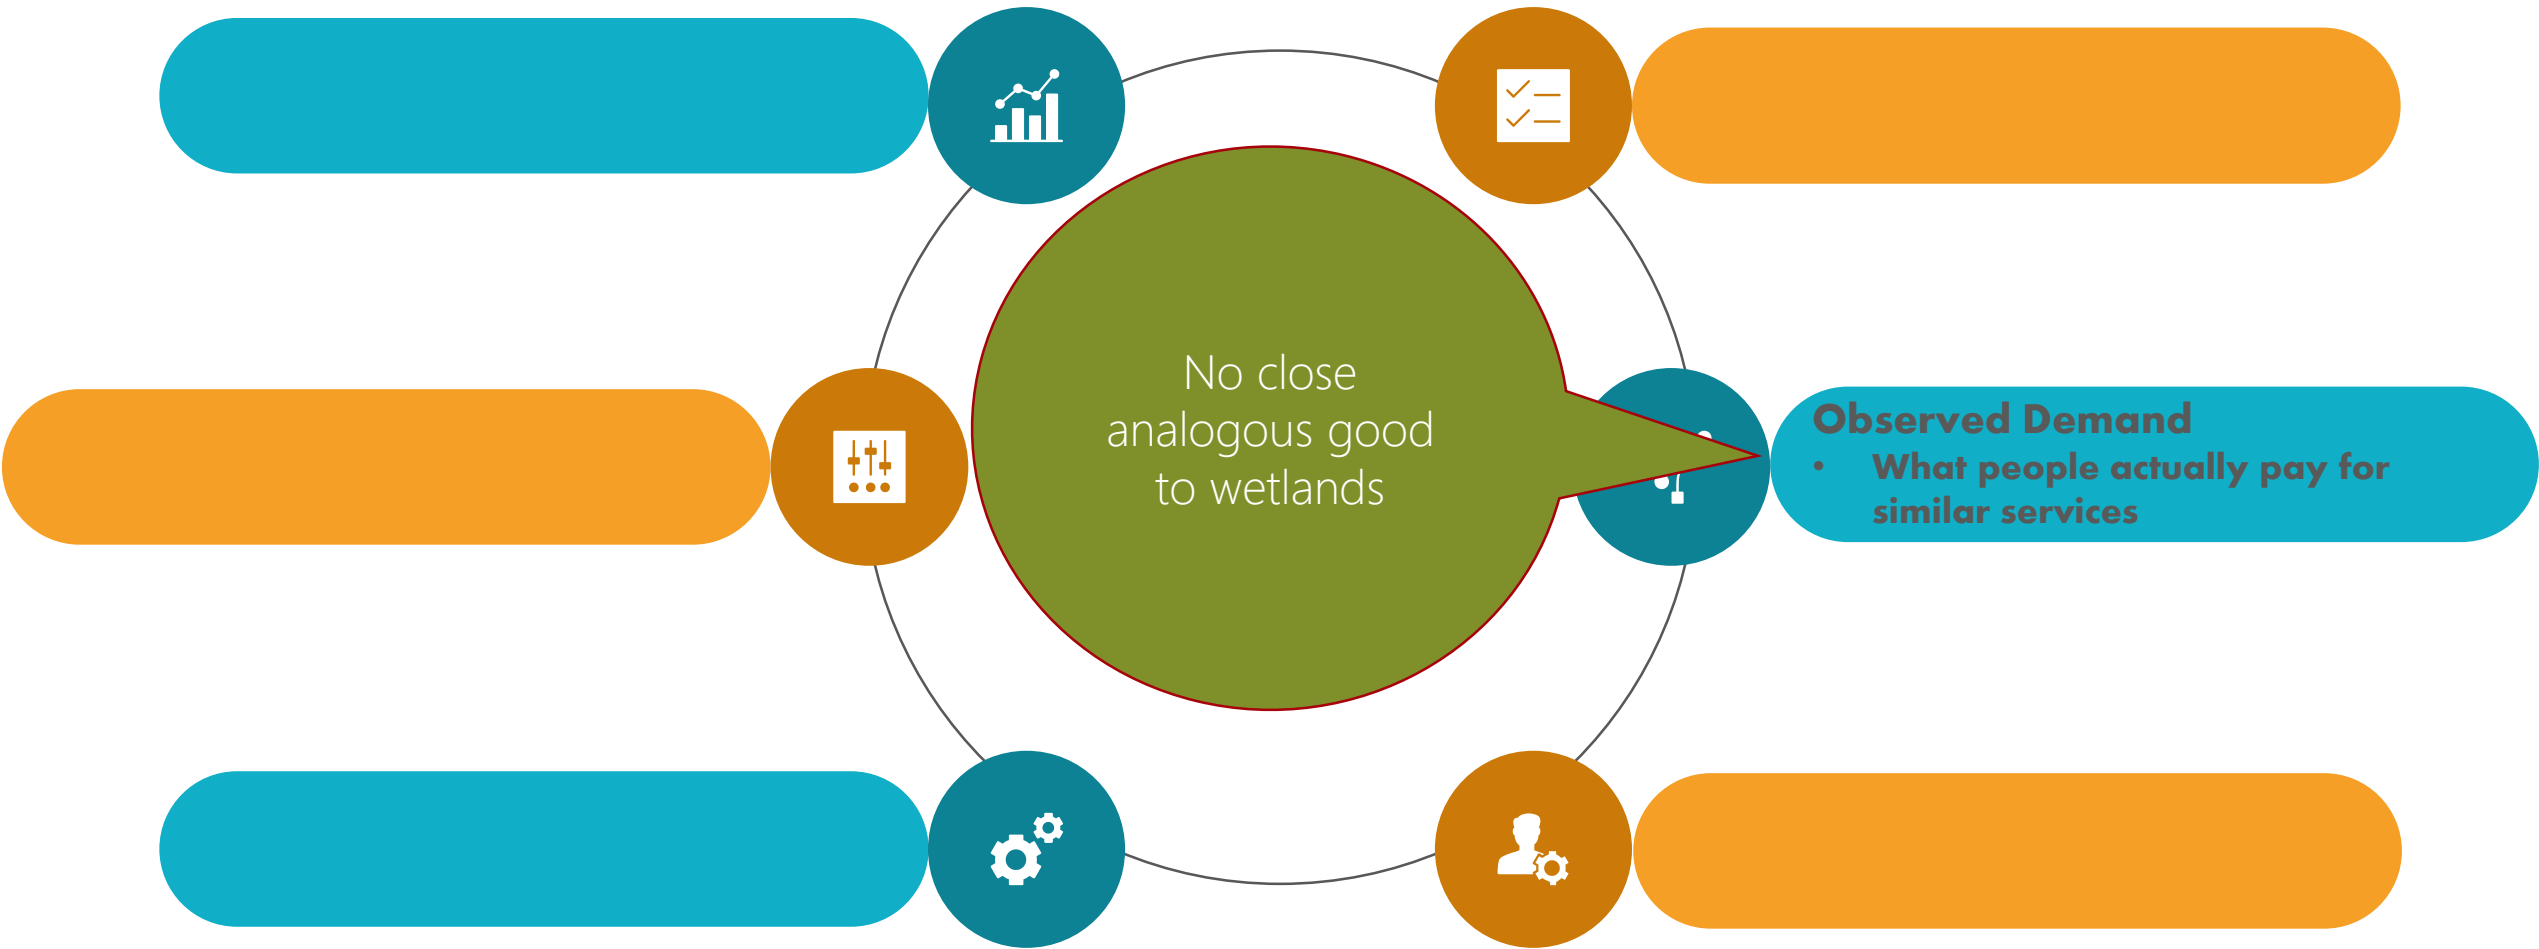 No close
analogous good
to wetlands
Observed Demand
• What people actually pay for
similar services